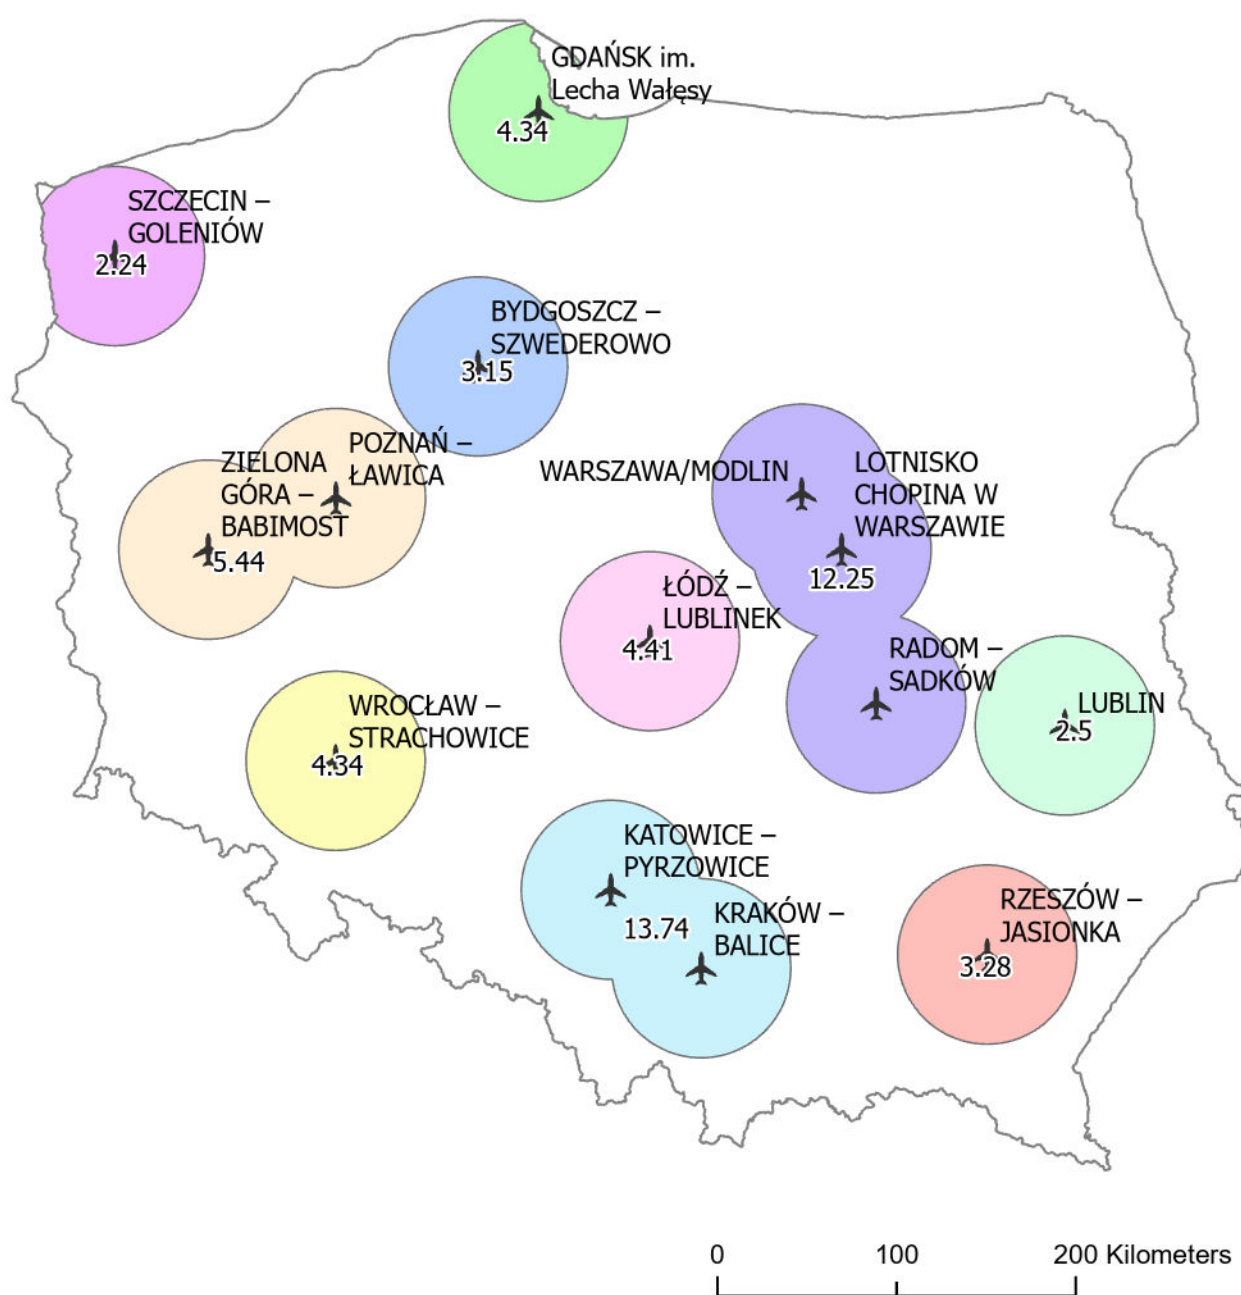 GDAŃSK im.
Lecha Wałęsy
4.34
SZCZECIN –
GOLENIÓW
2.24
BYDGOSZCZ –
SZWEDEROWO
3.15
POZNAŃ –
ŁAWICA
ZIELONA
GÓRA –
BABIMOST
5.44
WARSZAWA/MODLIN
LOTNISKO
CHOPINA W
WARSZAWIE
12.25
ŁÓDŹ –
LUBLINEK
4.41
RADOM –
SADKÓW
LUBLIN
2.5
WROCŁAW –
STRACHOWICE
4.34
KATOWICE –
PYRZOWICE
13.74
KRAKÓW –
BALICE
RZESZÓW –
JASIONKA
3.28
0 100 200 Kilometers